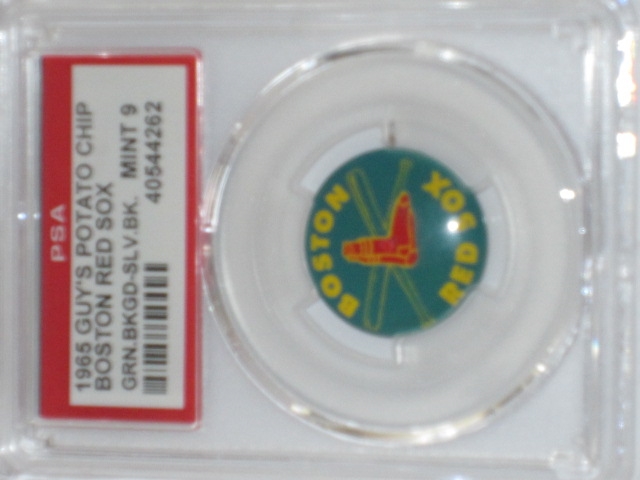 PSA
1965 GUY'S POTATO CHIP
BOSTON RED SOX
GRN.BKGD-SLV.BK. MINT 9
40544262
BOSTON
RED SOX